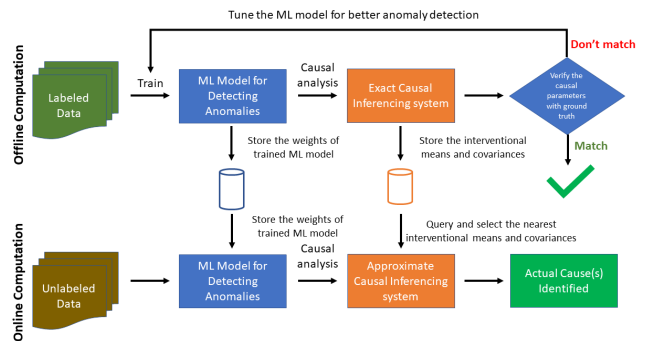 Tune the ML model for better anomaly detection
Don't match
Offline Computation
Labeled
Data
Train
ML Model for
Detecting
Anomalies
Causal
analysis
Exact Causal
Inferencing system
Verify the
causal
parameters
with ground
truth
Match
Store the weights of
trained ML model
Store the interventional
means and covariances
Store the weights of
trained ML model
Query and select the nearest
interventional means and covariances
Online Computation
Unlabeled
Data
ML Model for
Detecting
Anomalies
Causal
analysis
Approximate
Causal Inferencing
system
Actual Cause(s)
Identified